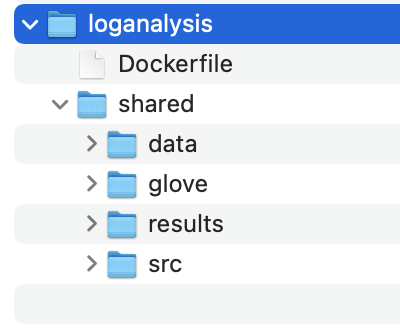 loganalysis
Dockerfile
shared
data
glove
results
src